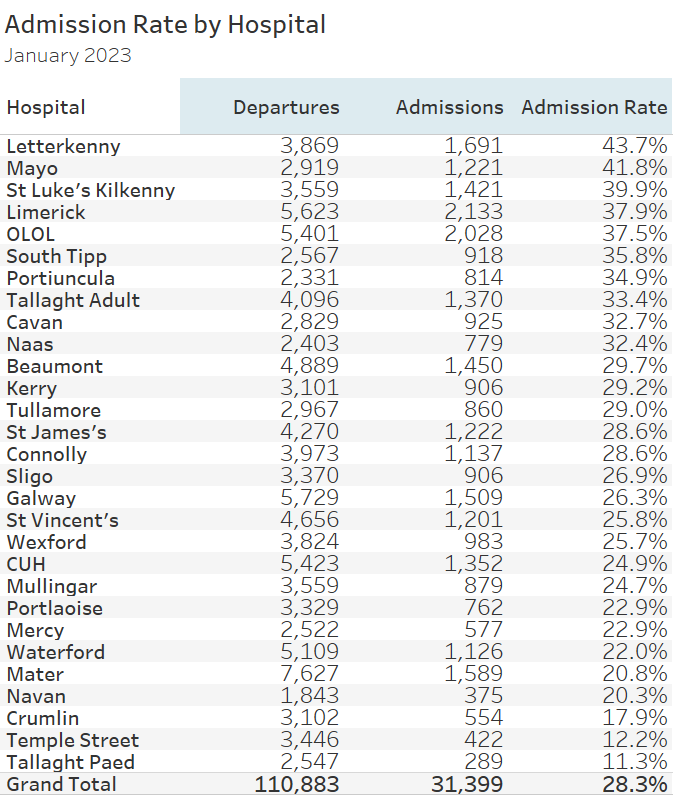 Admission Rate by Hospital
January 2023
Hospital Departures Admissions Admission Rate
Letterkenny 3,869 1,691 43.7%
Mayo 2,919 1,221 41.8%
St Luke's Kilkenny 3,559 1,421 39.9%
Limerick 5,623 2,133 37.9%
OLOL 5,401 2,028 37.5%
South Tipp 2,567 918 35.8%
Portiuncula 2,331 814 34.9%
Tallaght Adult 4,096 1,370 33.4%
Cavan 2,829 925 32.7%
Naas 2,403 779 32.4%
Beaumont 4,889 1,450 29.7%
Kerry 3,101 906 29.2%
Tullamore 2,967 860 29.0%
St James's 4,270 1,222 28.6%
Connolly 3,973 1,137 28.6%
Sligo 3,370 906 26.9%
Galway 5,729 1,509 26.3%
St Vincent's 4,656 1,201 25.8%
Wexford 3,824 983 25.7%
CUH 5,423 1,352 24.9%
Mullingar 3,559 879 24.7%
Portlaoise 3,329 762 22.9%
Mercy 2,522 577 22.9%
Waterford 5,109 1,126 22.0%
Mater 7,627 1,589 20.8%
Navan 1,843 375 20.3%
Crumlin 3,102 554 17.9%
Temple Street 3,446 422 12.2%
Tallaght Paed 2,547 289 11.3%
Grand Total 110,883 31,399 28.3%